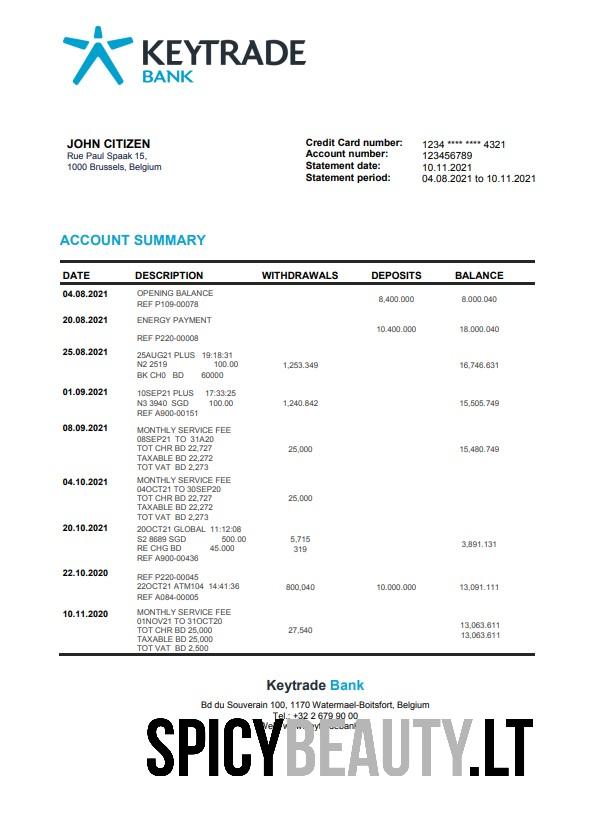 KEYTRADE
BANK
JOHN CITIZEN
Rue Paul Spaak 15,
1000 Brussels, Belgium
Credit Card number: 1234 **** **** 4321
Account number: 123456789
Statement date: 10.11.2021
Statement period: 04.08.2021 to 10.11.2021
ACCOUNT SUMMARY
DATE DESCRIPTION WITHDRAWALS DEPOSITS BALANCE
04.08.2021 OPENING BALANCE
REF P109-00078 8,400.000 8.000.040
20.08.2021 ENERGY PAYMENT
10.400.000 18.000.040
REF P220-00008
25.08.2021 25AUG21 PLUS 19:18:31
N2 2519 100.00 1,253.349 16,746.631
BK CH0 BD 60000
01.09.2021 10SEP21 PLUS 17:33:25
N3 3940 SGD 100.00 1,240.842 15,505.749
REF A900-00151
08.09.2021 MONTHLY SERVICE FEE
08SEP21 TO 31A20
TOT CHR BD 22,727 25,000 15,480.749
TAXABLE BD 22,272
TOT VAT BD 2,273
04.10.2021 MONTHLY SERVICE FEE
04OCT21 TO 30SEP20
TOT CHR BD 22,727 25,000
TAXABLE BD 22,272
TOT VAT BD 2,273
20.10.2021 20OCT21 GLOBAL 11:12:08
S2 8689 SGD 500.00 5,715
RE CHG BD 45.000 319 3,891.131
REF A900-00436
22.10.2020 REF P220-00045
22OCT21 ATM104 14:41:36 800,040 10.000.000 13,091.111
REF A084-00005
10.11.2020 MONTHLY SERVICE FEE
01NOV21 TO 31OCT20 13,063.611
TOT CHR BD 25,000 27,540 13,063.611
TAXABLE BD 25,000
TOT VAT BD 2,500
Keytrade Bank
Bd du Souverain 100, 1170 Watermael-Boitsfort, Belgium
Tel.: +32 2 679 90 00
SPICYBEAUTY.LT